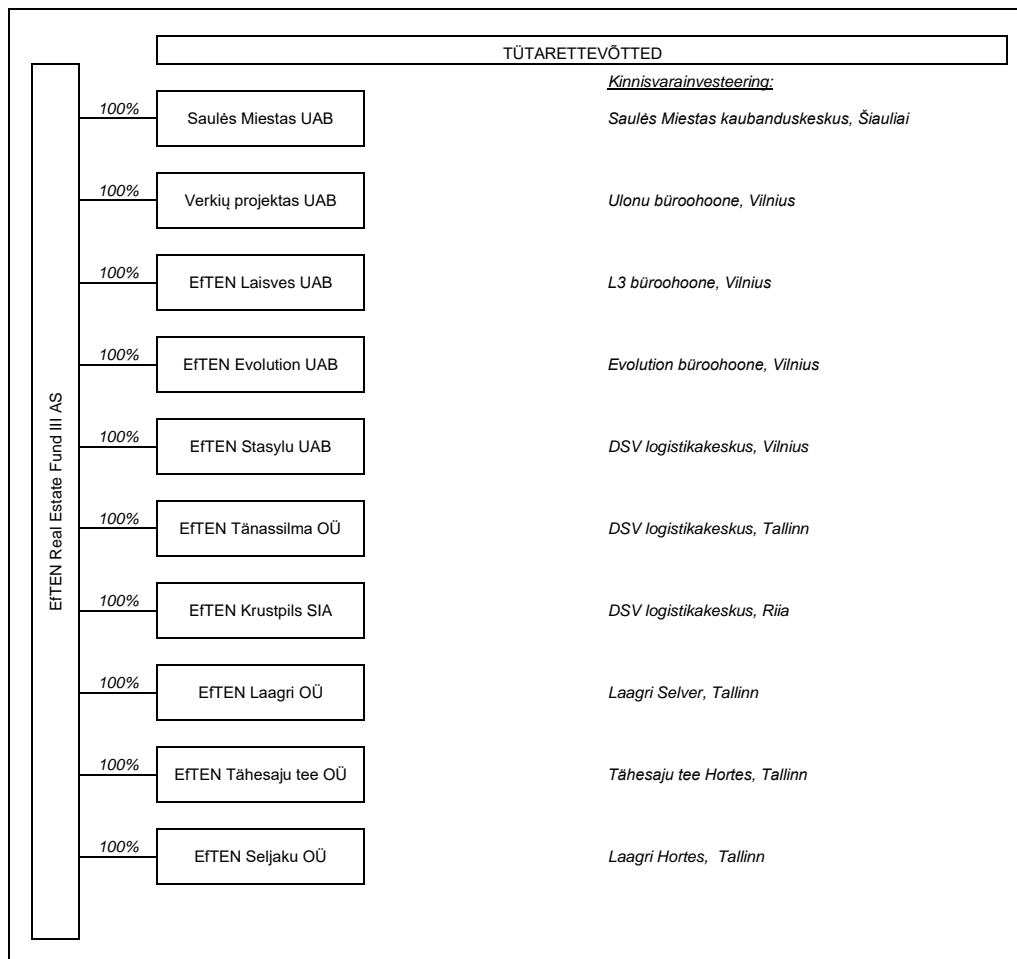 TÜTARETTEVÕTTED
EfTEN Real Estate Fund III AS
Kinnisvarainvesteering:
100%
Saulės Miestas UAB
Saulės Miestas kaubanduskeskus, Šiauliai
100%
Verkių projektas UAB
Ulonu büroohoone, Vilnius
100%
EfTEN Laisves UAB
L3 büroohoone, Vilnius
100%
EfTEN Evolution UAB
Evolution büroohoone, Vilnius
100%
EfTEN Stasylu UAB
DSV logistikakeskus, Vilnius
100%
EfTEN Tänassilma OÜ
DSV logistikakeskus, Tallinn
100%
EfTEN Krustpils SIA
DSV logistikakeskus, Riia
100%
EfTEN Laagri OÜ
Laagri Selver, Tallinn
100%
EfTEN Tähesaju tee OÜ
Tähesaju tee Hortes, Tallinn
100%
EfTEN Seljaku OÜ
Laagri Hortes, Tallinn